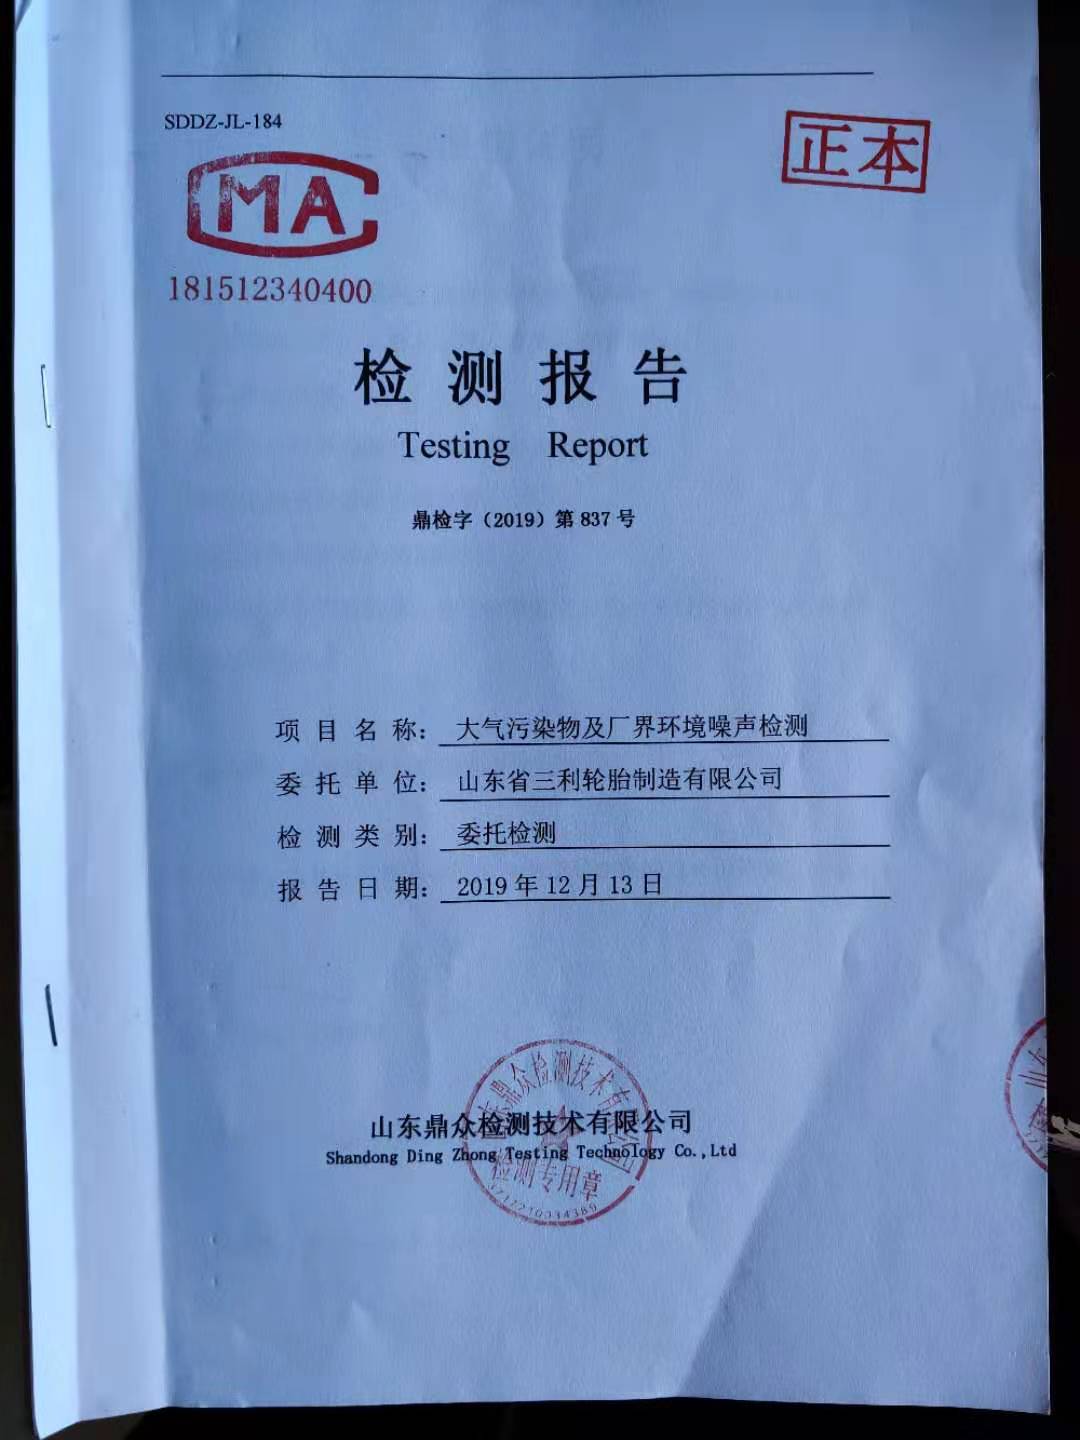 SDDZ-JL-184
正本
MA
181512340400
检测报告
Testing Report
鼎检字（2019）第 837 号
项目名称： 大气污染物及厂界环境噪声检测
委托单位： 山东省三利轮胎制造有限公司
检测类别： 委托检测
报告日期： 2019 年 12 月 13 日
山东鼎众检测技术有限公司
Shandong Ding Zhong Testing Technology Co.,Ltd
检测专用章